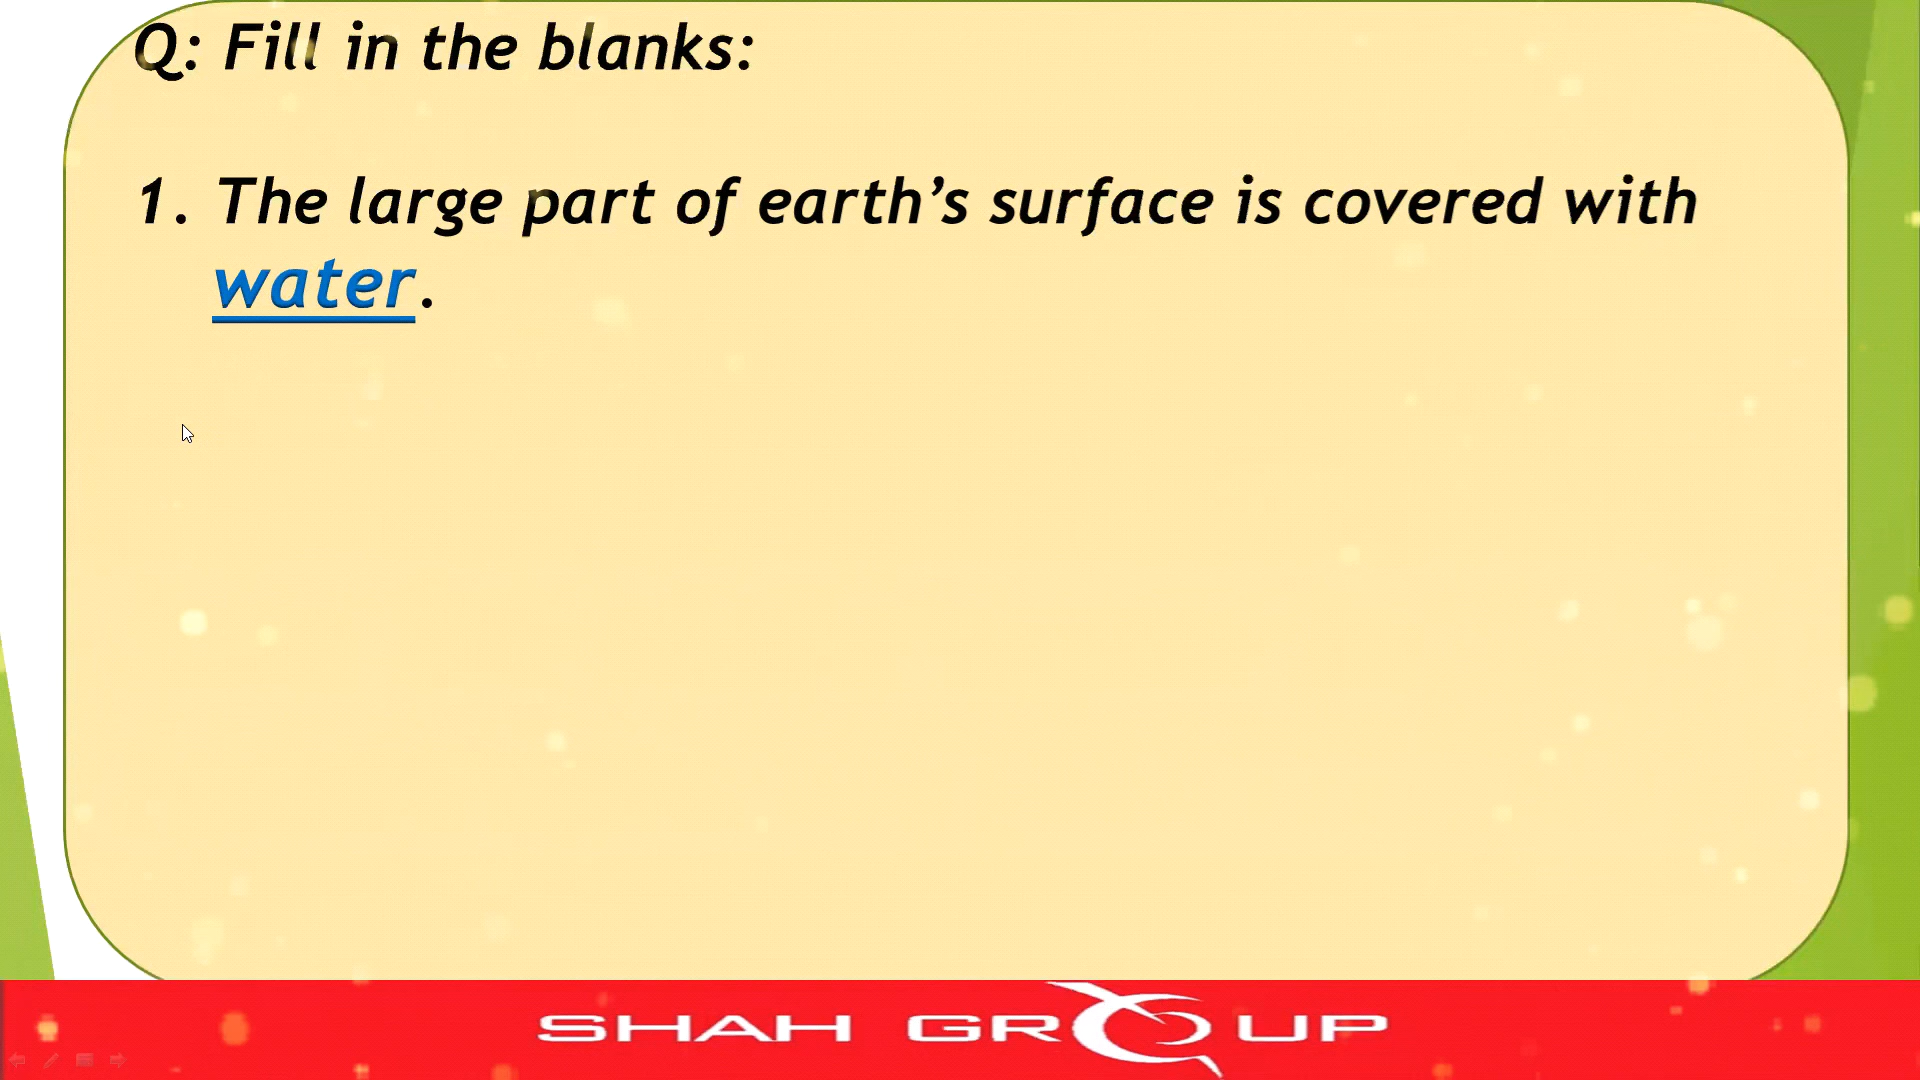 Q: Fill in the blanks:
1. The large part of earth’s surface is covered with
water.
SHAH GROUP